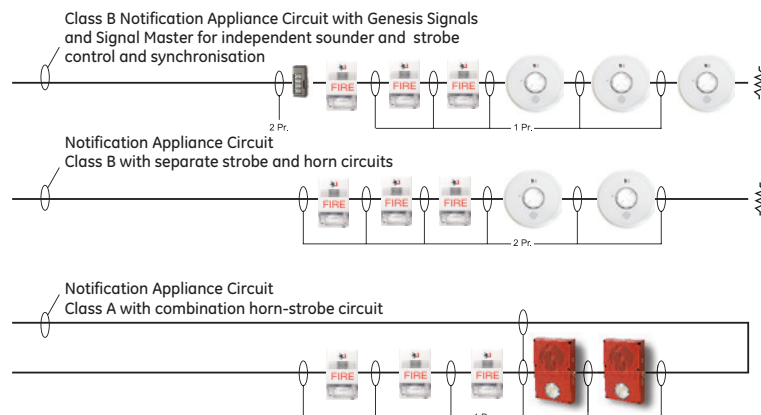 Class B Notification Appliance Circuit with Genesis Signals
and Signal Master for independent sounder and strobe
control and synchronisation
FIRE
FIRE
FIRE
2 Pr.
1 Pr.
Notification Appliance Circuit
Class B with separate strobe and horn circuits
FIRE
FIRE
FIRE
2 Pr.
Notification Appliance Circuit
Class A with combination horn-strobe circuit
FIRE
FIRE
FIRE